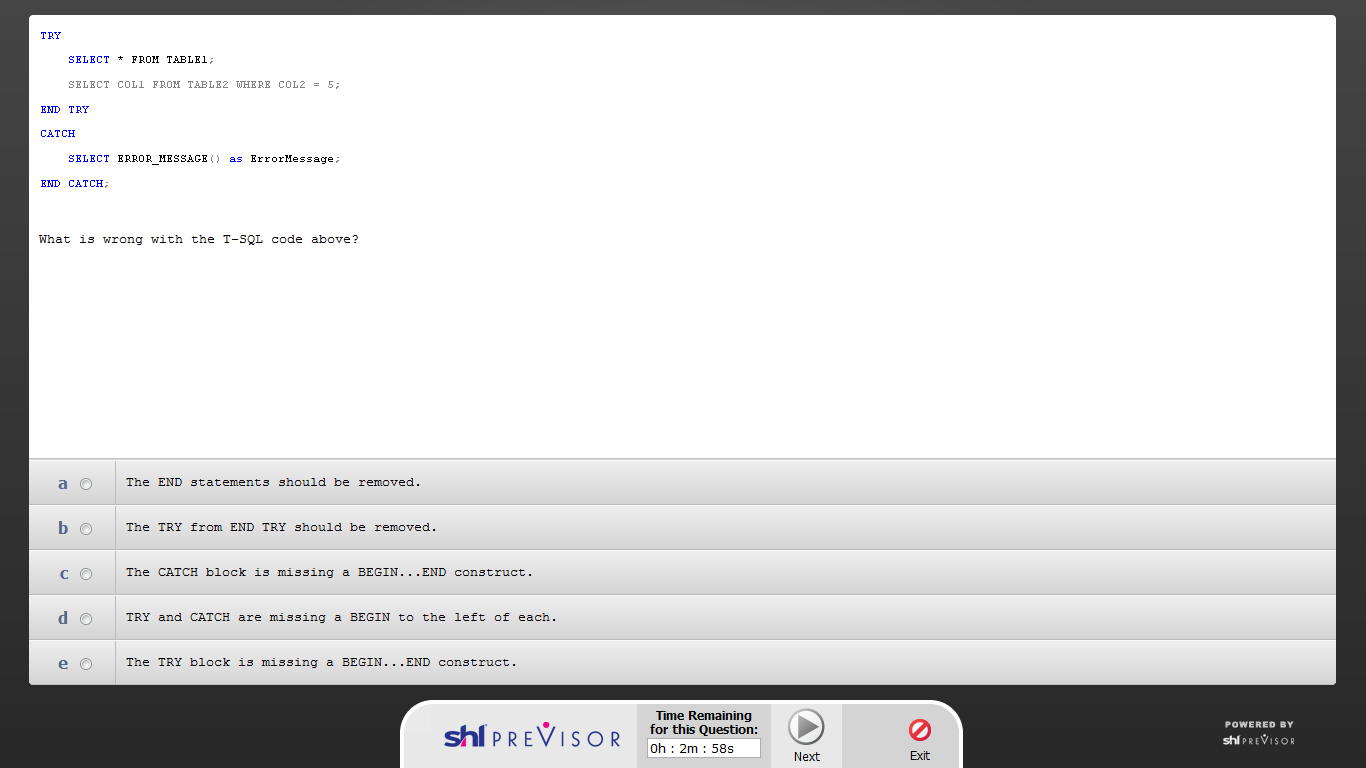 TRY
SELECT * FROM TABLE1;
SELECT COL1 FROM TABLE2 WHERE COL2 = 5;
END TRY
CATCH
SELECT ERROR_MESSAGE() as ErrorMessage;
END CATCH;
What is wrong with the T-SQL code above?
a The END statements should be removed.
b The TRY from END TRY should be removed.
c The CATCH block is missing a BEGIN...END construct.
d TRY and CATCH are missing a BEGIN to the left of each.
e The TRY block is missing a BEGIN...END construct.
shl PREVISOR
Time Remaining
for this Question:
0h : 2m : 58s
Next
Exit
POWERED BY
shl PREVISOR